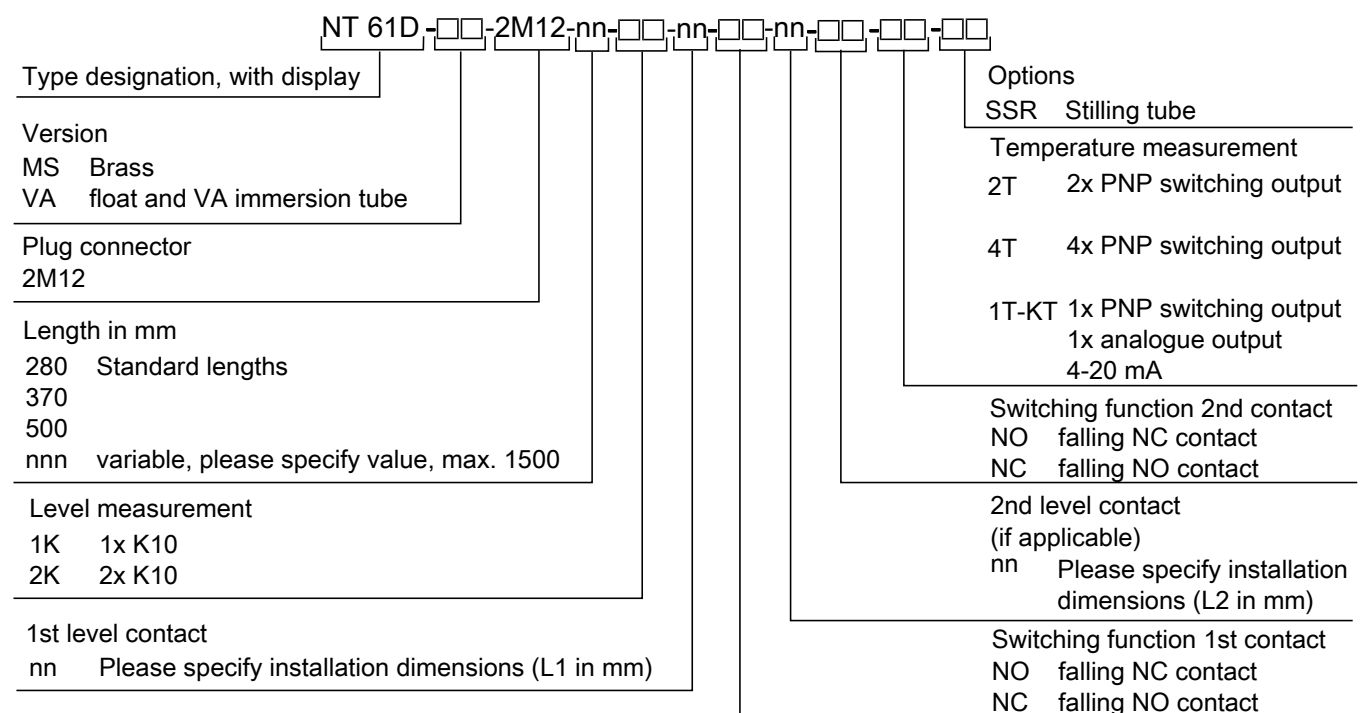 NT 61D-□□-2M12-nn-□□-nn-□□-nn-□□-□□-□□
Type designation, with display
Version
MS Brass
VA float and VA immersion tube
Plug connector
2M12
Length in mm
280 Standard lengths
370
500
nnn variable, please specify value, max. 1500
Level measurement
1K 1x K10
2K 2x K10
1st level contact
nn Please specify installation dimensions (L1 in mm)
Options
SSR Stilling tube
Temperature measurement
2T 2x PNP switching output
4T 4x PNP switching output
1T-KT 1x PNP switching output
1x analogue output
4-20 mA
Switching function 2nd contact
NO falling NC contact
NC falling NO contact
2nd level contact
(if applicable)
nn Please specify installation
dimensions (L2 in mm)
Switching function 1st contact
NO falling NC contact
NC falling NO contact